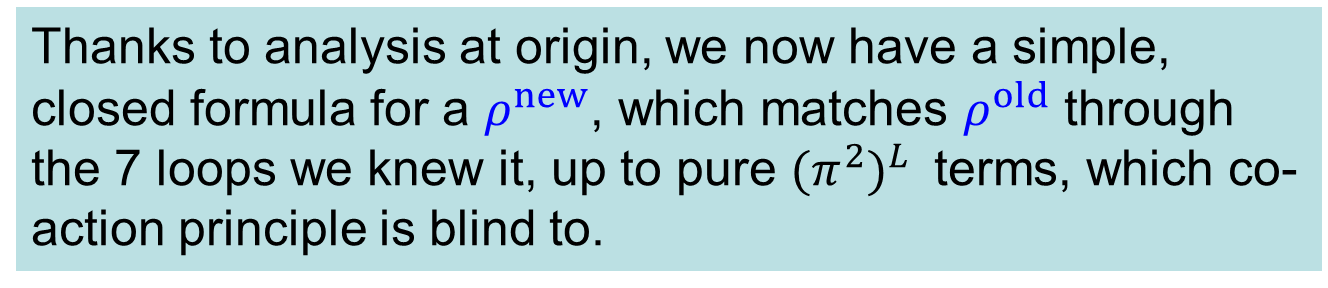 Thanks to analysis at origin, we now have a simple,
closed formula for a ρ^new, which matches ρ^old through
the 7 loops we knew it, up to pure (π²)^L terms, which co-
action principle is blind to.